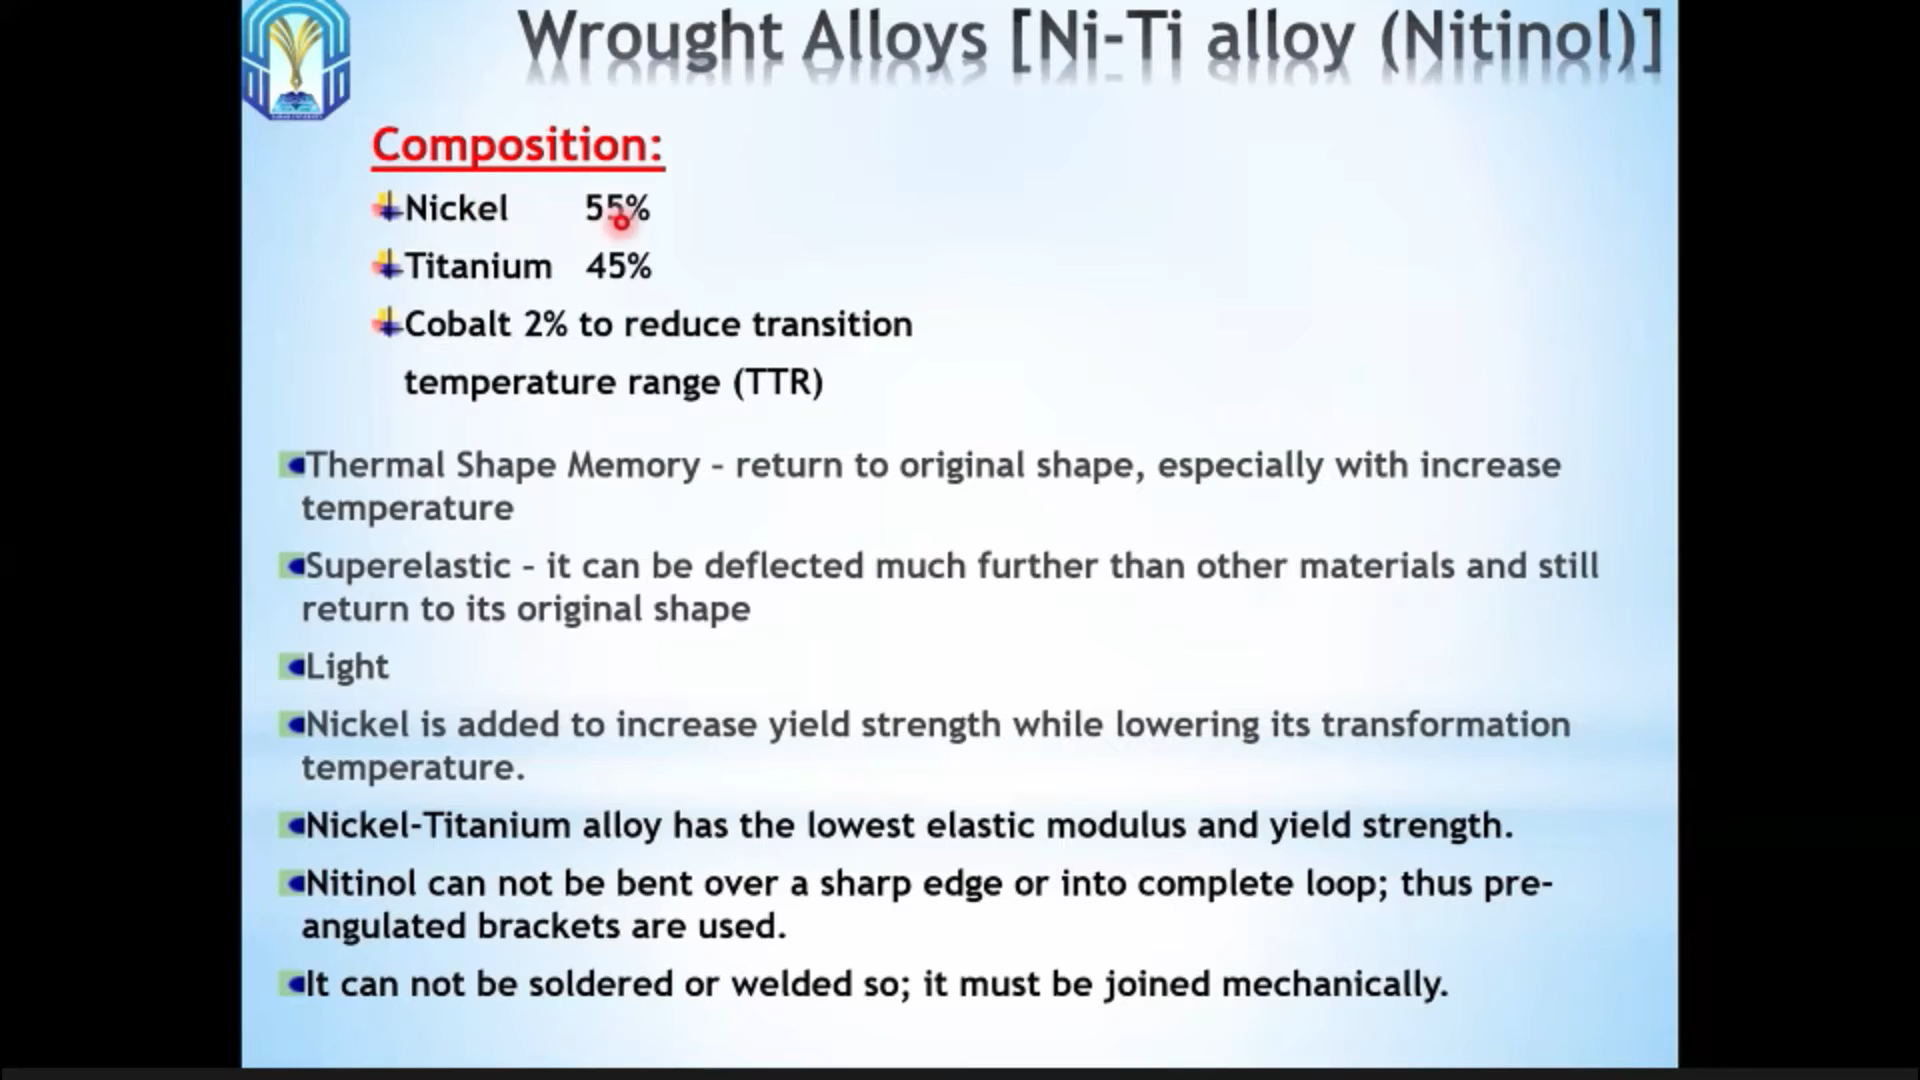 Wrought Alloys [Ni-Ti alloy (Nitinol)]
Composition:
Nickel 55%
Titanium 45%
Cobalt 2% to reduce transition
temperature range (TTR)
Thermal Shape Memory – return to original shape, especially with increase
temperature
Superelastic – it can be deflected much further than other materials and still
return to its original shape
Light
Nickel is added to increase yield strength while lowering its transformation
temperature.
Nickel-Titanium alloy has the lowest elastic modulus and yield strength.
Nitinol can not be bent over a sharp edge or into complete loop; thus pre-
angulated brackets are used.
It can not be soldered or welded so; it must be joined mechanically.